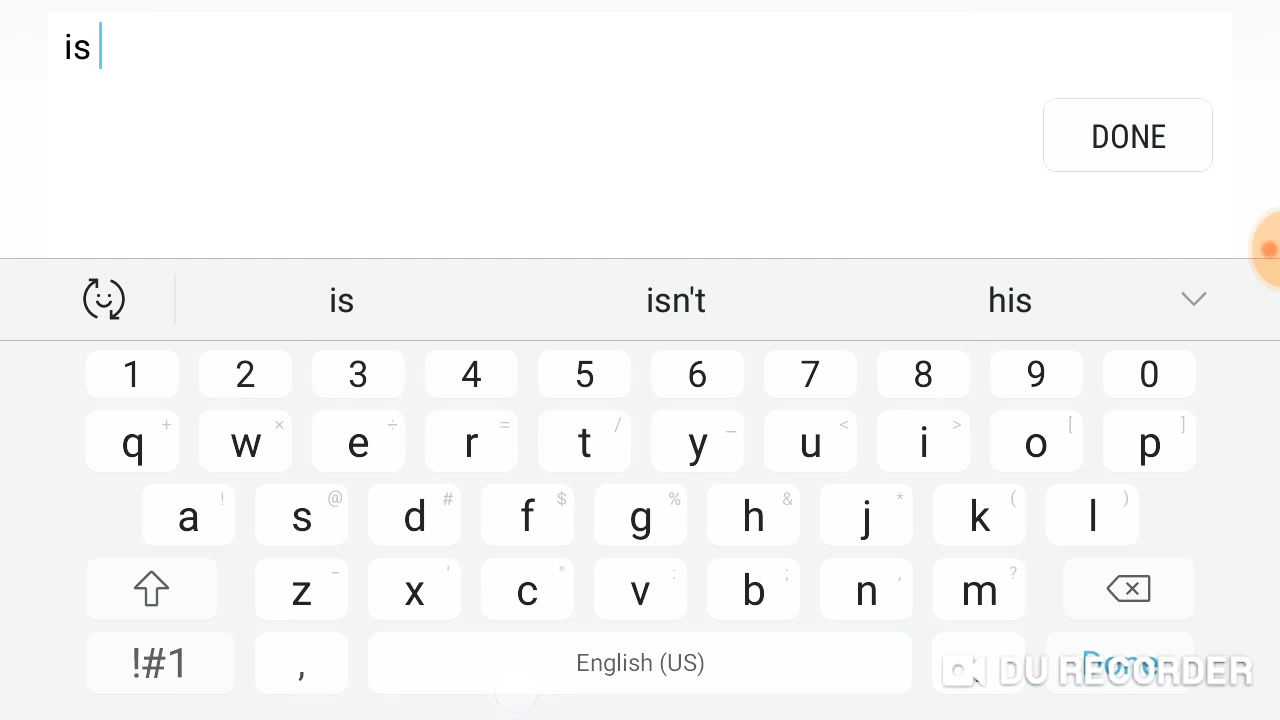 is
DONE
is isn't his
1 2 3 4 5 6 7 8 9 0
q + w × e ÷ r = t / y _ u < i > o [ p ]
a ! s @ d # f $ g % h & j * k ( l )
z - x ' c " v : b ; n , m ?
!#1 , English (US) . Done
DU RECORDER